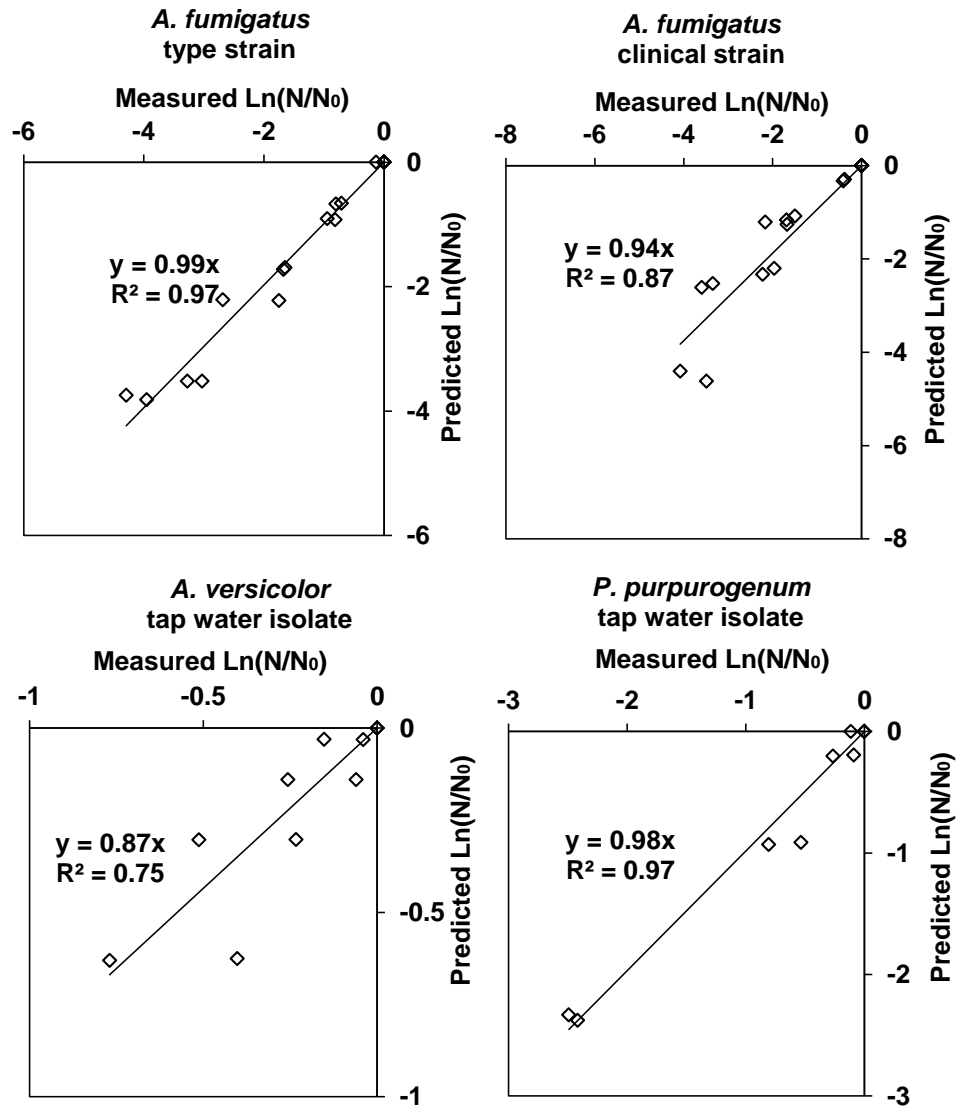 A. fumigatus
type strain
Measured Ln(N/N₀)
-6 -4 -2 0
0
-2
-4
-6
Predicted Ln(N/N₀)
y = 0.99x
R² = 0.97
A. fumigatus
clinical strain
Measured Ln(N/N₀)
-8 -6 -4 -2 0
0
-2
-4
-6
-8
Predicted Ln(N/N₀)
y = 0.94x
R² = 0.87
A. versicolor
tap water isolate
Measured Ln(N/N₀)
-1 -0.5 0
0
-0.5
-1
Predicted Ln(N/N₀)
y = 0.87x
R² = 0.75
P. purpurogenum
tap water isolate
Measured Ln(N/N₀)
-3 -2 -1 0
0
-1
-2
-3
Predicted Ln(N/N₀)
y = 0.98x
R² = 0.97